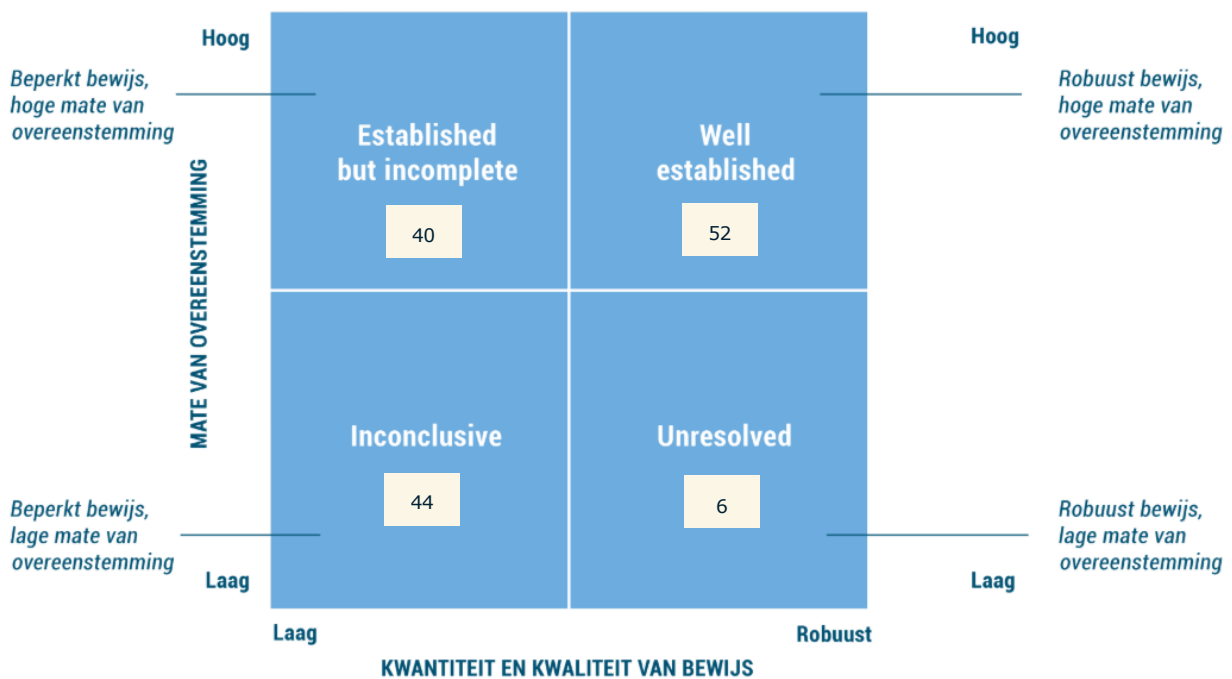 Hoog
Hoog
Beperkt bewijs,
hoge mate van
overeenstemming
Robuust bewijs,
hoge mate van
overeenstemming
Established
but incomplete
40
Well
established
52
MATE VAN OVEREENSTEMMING
Inconclusive
44
Unresolved
6
Beperkt bewijs,
lage mate van
overeenstemming
Robuust bewijs,
lage mate van
overeenstemming
Laag
Laag
Laag
Robuust
KWANTITEIT EN KWALITEIT VAN BEWIJS